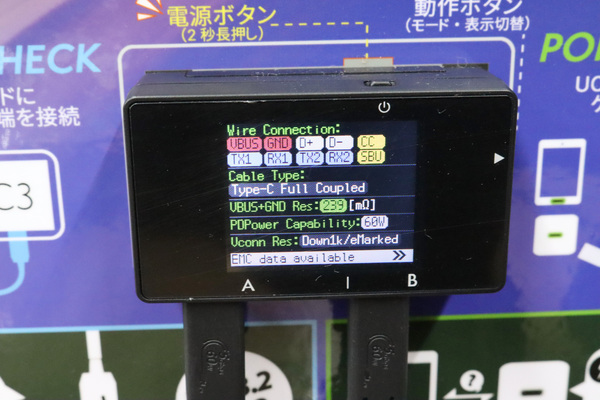 電源ボタン
(2秒長押し)
動作ボタン
(モード・表示切替)
HECK
ドに
端を接続
C3
Wire Connection:
VBUS GND D+ D- CC
TX1 RX1 TX2 RX2 SBU
Cable Type:
Type-C Full Coupled
VBUS+GND Res: 239 [mΩ]
PDPower Capability: 60W
Vconn Res: Down1k/eMarked
EMC data available
A | B
3.2
?